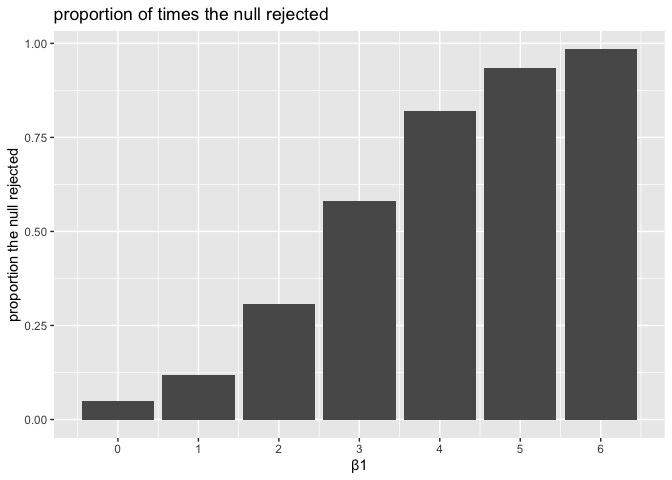 proportion of times the null rejected
proportion the null rejected
1.00
0.75
0.50
0.25
0.00
0 1 2 3 4 5 6
β1